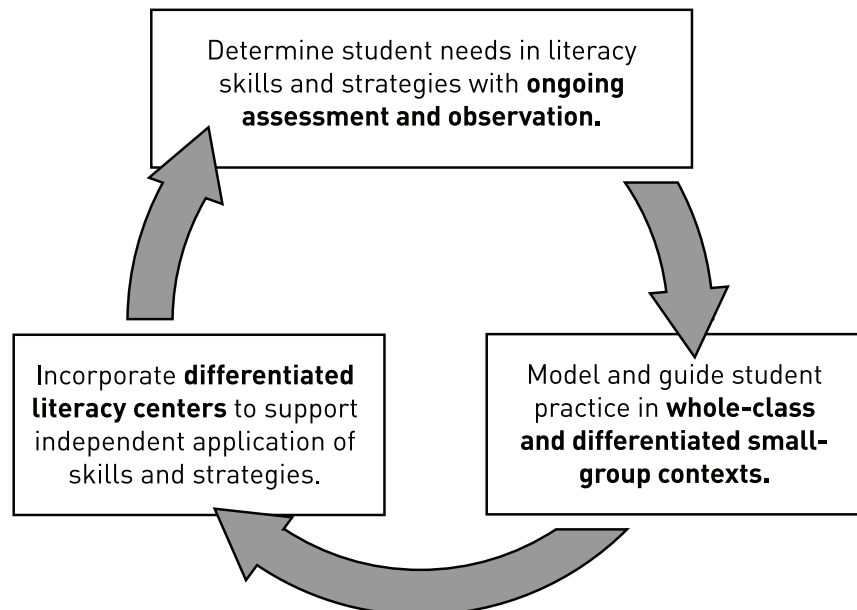 Determine student needs in literacy
skills and strategies with ongoing
assessment and observation.
Model and guide student
practice in whole-class
and differentiated small-
group contexts.
Incorporate differentiated
literacy centers to support
independent application of
skills and strategies.